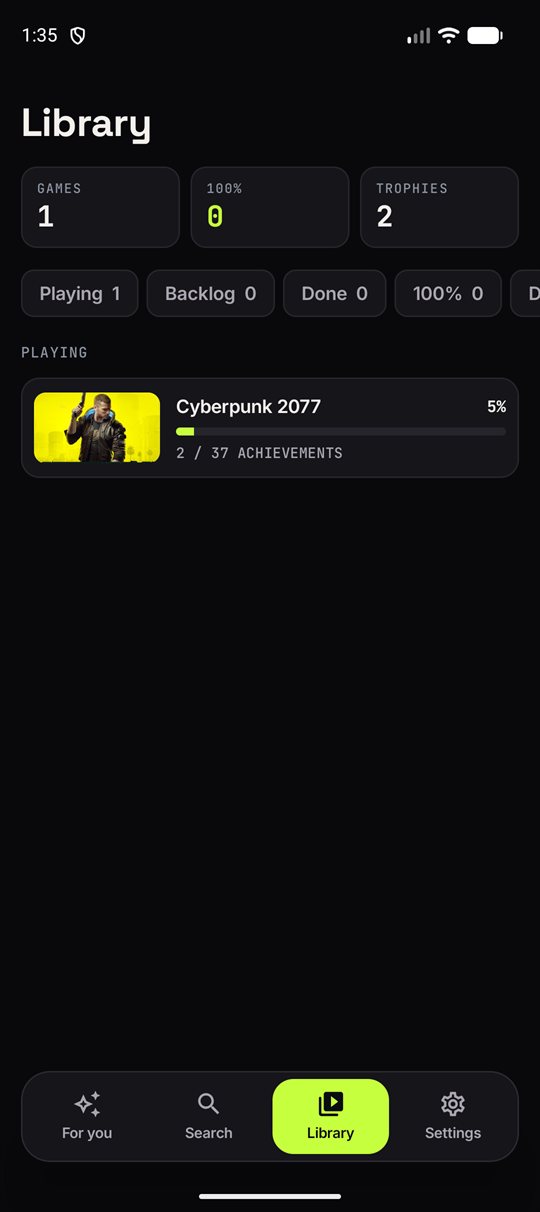 1:35
Library
GAMES
1
100%
0
TROPHIES
2
Playing 1
Backlog 0
Done 0
100% 0
D
PLAYING
Cyberpunk 2077
5%
2 / 37 ACHIEVEMENTS
For you
Search
Library
Settings